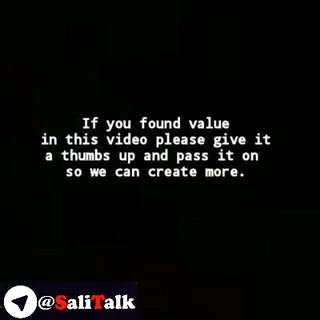 If you found value
in this video please give it
a thumbs up and pass it on
so we can create more.
@SaliTalk